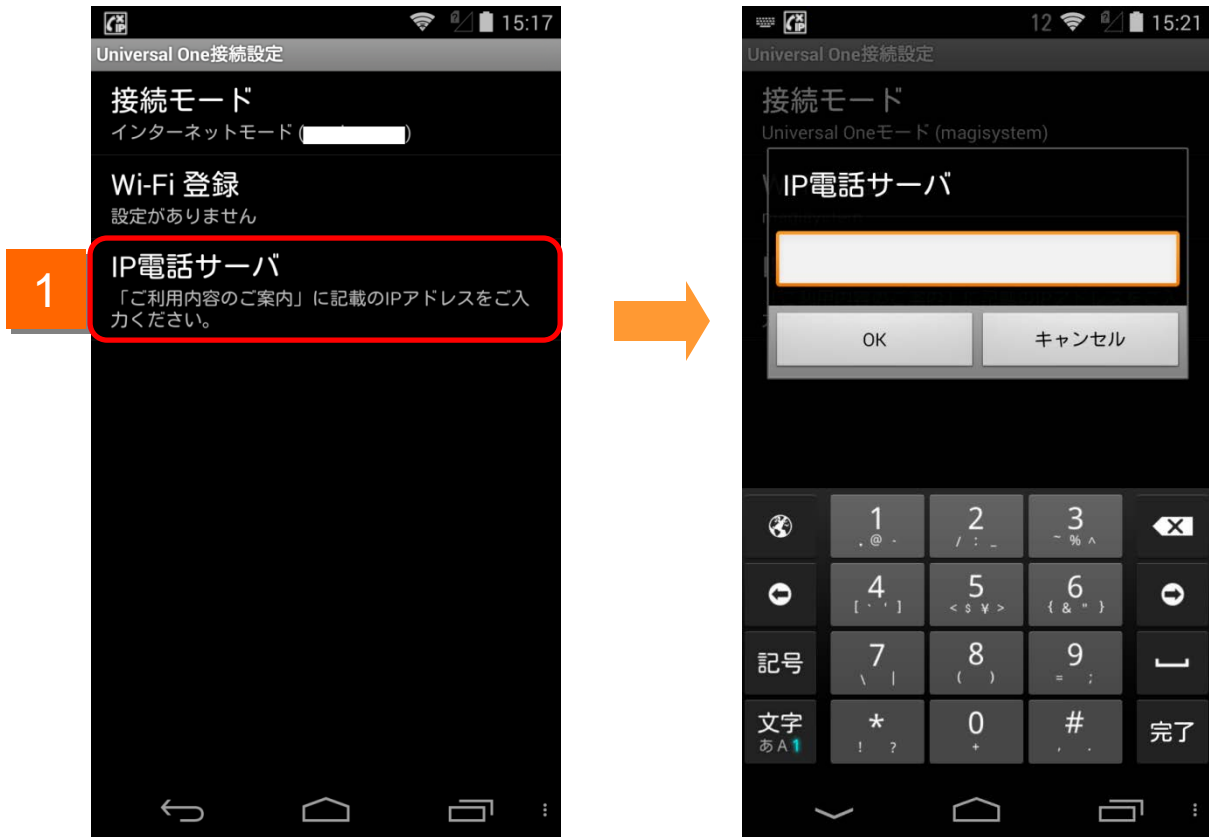 15:17
Universal One接続設定
接続モード
インターネットモード ( )
Wi-Fi 登録
設定がありません
1
IP電話サーバ
「ご利用内容のご案内」に記載のIPアドレスをご入
力ください。
12 15:21
Universal One接続設定
接続モード
Universal Oneモード (magisystem)
IP電話サーバ
OK キャンセル
1 2 3
. @ - / : _ ~ % ^
4 5 6
[ ` ' ] < $ ¥ > { & " }
記号 7 8 9
\ | ( ) = ;
文字 * 0 # 完了
あA1 ! ? + , .